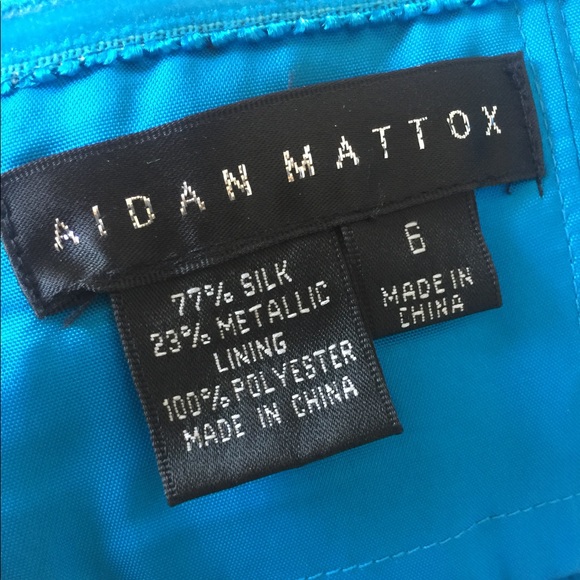 AIDAN MATTOX
77% SILK
23% METALLIC
LINING
100% POLYESTER
MADE IN CHINA
6
MADE IN
CHINA